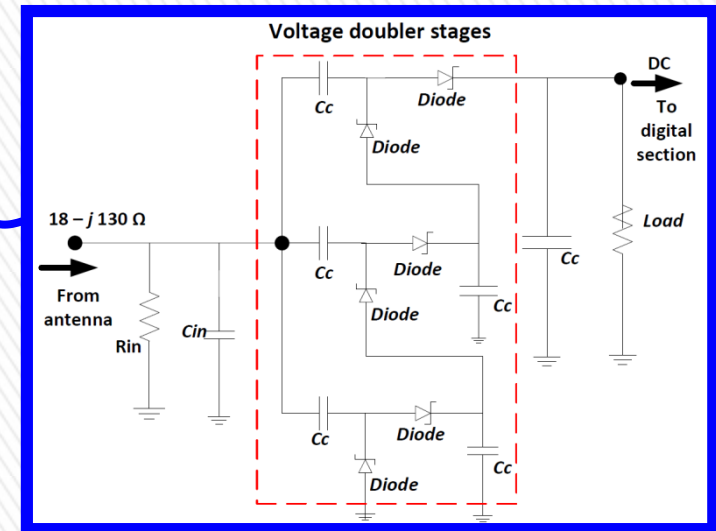 Voltage doubler stages
DC
To
digital
section
Cc
Diode
Diode
Load
18 – j 130 Ω
From
antenna
Rin
Cin
Cc
Diode
Diode
Cc
Cc
Cc
Diode
Diode
Cc